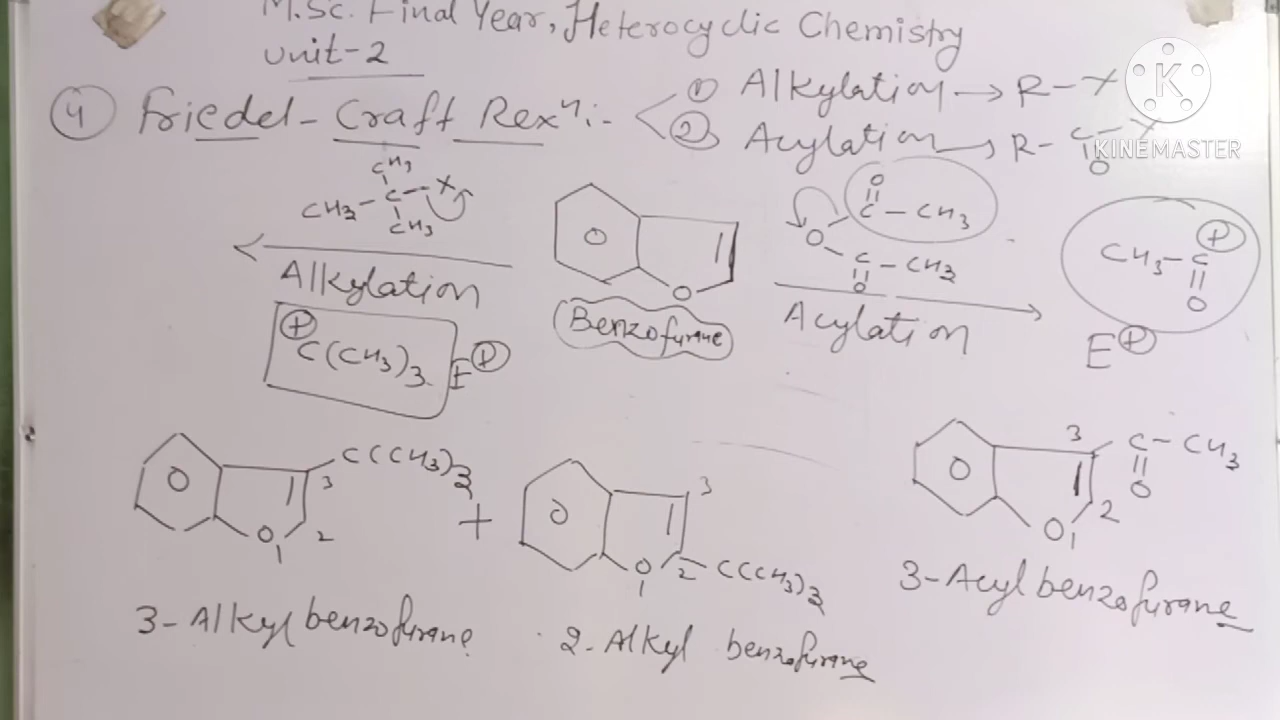 M.Sc. Final Year, Heterocyclic Chemistry
Unit-2
④ Friedel-Craft Rexⁿ:- ① Alkylation → R-X
② Acylation → R-C-X
O
K
KINEMASTER
CH3
CH3-C-X
CH3
Alkylation
⊕C(CH3)3 E⊕
O
Benzofurane
O
C-CH3
O
C-CH3
O
Acylation
CH3-C⊕
O
E⊕
C(CH3)3
3
O
1
2
+
3
O
1
2
C(CH3)3
3
C-CH3
O
2
O
1
3-Alkyl benzofurane
2-Alkyl benzofurane
3-Acyl benzofurane